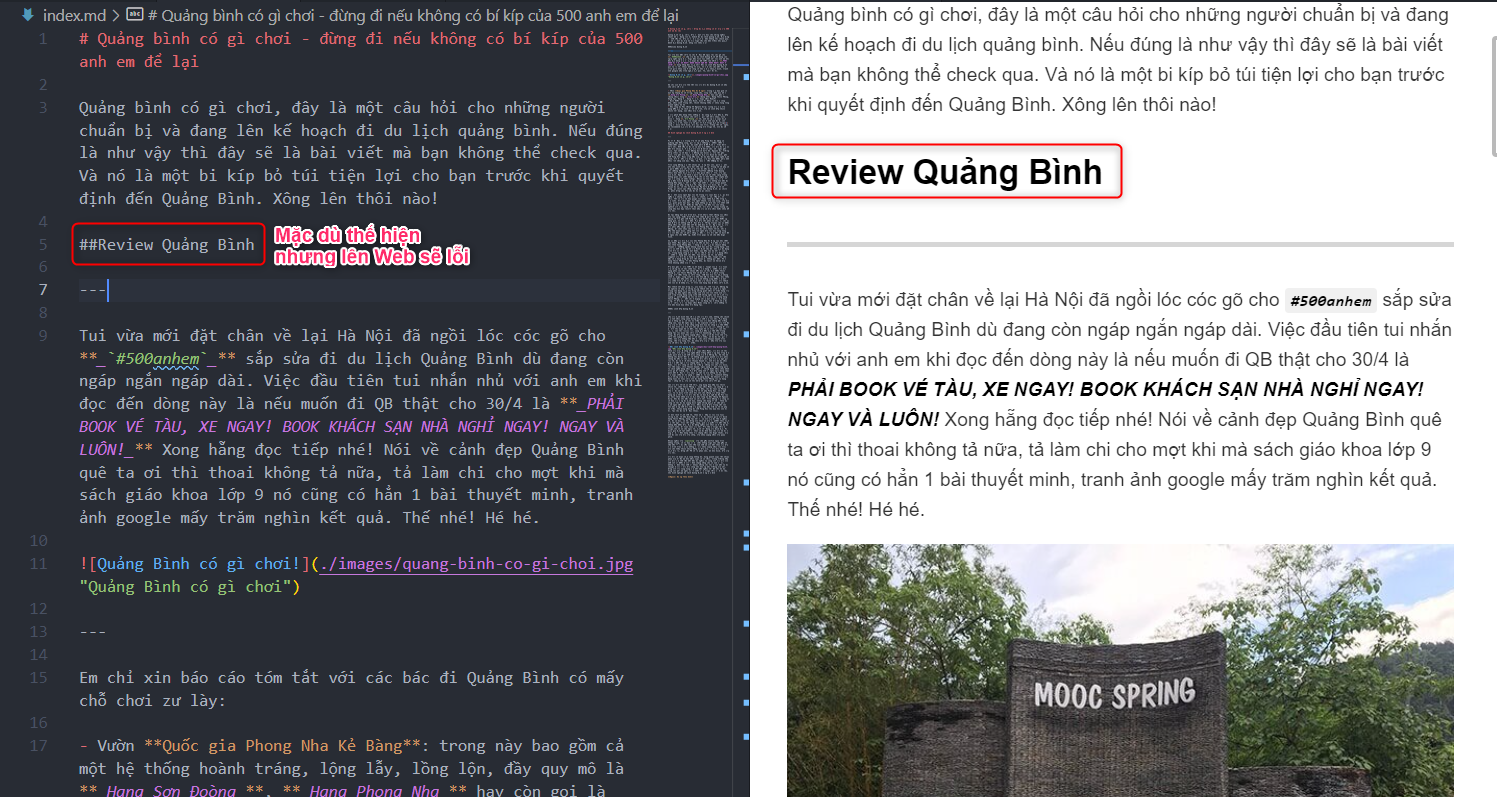 index.md > # Quảng bình có gì chơi - đừng đi nếu không có bí kíp của 500 anh em để lại
1 # Quảng bình có gì chơi - đừng đi nếu không có bí kíp của 500
anh em để lại
2
3 Quảng bình có gì chơi, đây là một câu hỏi cho những người
chuẩn bị và đang lên kế hoạch đi du lịch quảng bình. Nếu đúng
là như vậy thì đây sẽ là bài viết mà bạn không thể check qua.
Và nó là một bi kíp bỏ túi tiện lợi cho bạn trước khi quyết
định đến Quảng Bình. Xông lên thôi nào!
4
5 ##Review Quảng Bình
Mặc dù thể hiện
nhưng lên Web sẽ lỗi
6
7 ---
8
9 Tui vừa mới đặt chân về lại Hà Nội đã ngồi lóc cóc gõ cho
**_`#500anhem`_** sắp sửa đi du lịch Quảng Bình dù đang còn
ngáp ngắn ngáp dài. Việc đầu tiên tui nhắn nhủ với anh em khi
đọc đến dòng này là nếu muốn đi QB thật cho 30/4 là **_PHẢI
BOOK VÉ TÀU, XE NGAY! BOOK KHÁCH SẠN NHÀ NGHỈ NGAY! NGAY VÀ
LUÔN!_** Xong hẵng đọc tiếp nhé! Nói về cảnh đẹp Quảng Bình
quê ta ơi thì thoai không tả nữa, tả làm chi cho mợt khi mà
sách giáo khoa lớp 9 nó cũng có hẳn 1 bài thuyết minh, tranh
ảnh google mấy trăm nghìn kết quả. Thế nhé! Hé hé.
10
11 ![Quảng Bình có gì chơi!](./images/quang-binh-co-gi-choi.jpg
"Quảng Bình có gì chơi")
12
13 ---
14
15 Em chỉ xin báo cáo tóm tắt với các bác đi Quảng Bình có mấy
chỗ chơi zư lày:
16
17 - Vườn **Quốc gia Phong Nha Kẻ Bàng**: trong này bao gồm cả
một hệ thống hoành tráng, lộng lẫy, lồng lộn, đầy quy mô là
**_Hang Sơn Đoòng_**, **_Hang Phong Nha_** hay còn gọi là
Quảng bình có gì chơi, đây là một câu hỏi cho những người chuẩn bị và đang
lên kế hoạch đi du lịch quảng bình. Nếu đúng là như vậy thì đây sẽ là bài viết
mà bạn không thể check qua. Và nó là một bi kíp bỏ túi tiện lợi cho bạn trước
khi quyết định đến Quảng Bình. Xông lên thôi nào!
Review Quảng Bình
Tui vừa mới đặt chân về lại Hà Nội đã ngồi lóc cóc gõ cho #500anhem sắp sửa
đi du lịch Quảng Bình dù đang còn ngáp ngắn ngáp dài. Việc đầu tiên tui nhắn
nhủ với anh em khi đọc đến dòng này là nếu muốn đi QB thật cho 30/4 là
PHẢI BOOK VÉ TÀU, XE NGAY! BOOK KHÁCH SẠN NHÀ NGHỈ NGAY!
NGAY VÀ LUÔN! Xong hẵng đọc tiếp nhé! Nói về cảnh đẹp Quảng Bình quê
ta ơi thì thoai không tả nữa, tả làm chi cho mợt khi mà sách giáo khoa lớp 9
nó cũng có hẳn 1 bài thuyết minh, tranh ảnh google mấy trăm nghìn kết quả.
Thế nhé! Hé hé.
MOOC SPRING